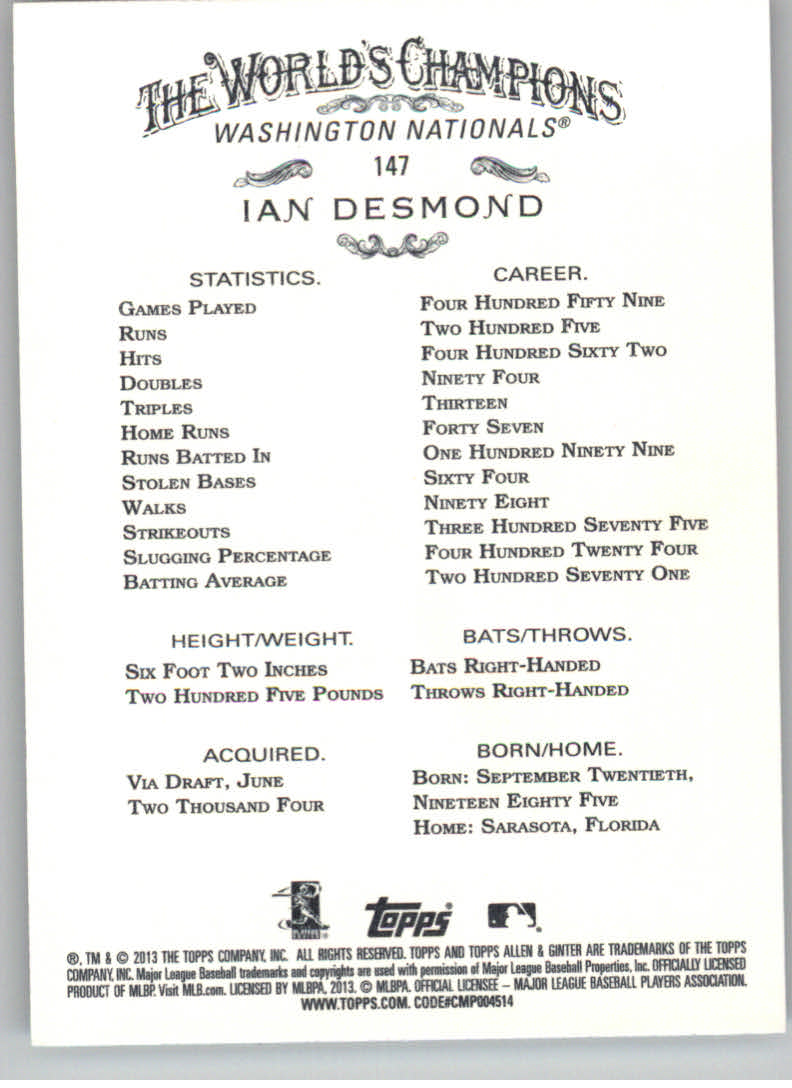 THE WORLD'S CHAMPIONS
WASHINGTON NATIONALS®
147
IAN DESMOND
STATISTICS. CAREER.
GAMES PLAYED FOUR HUNDRED FIFTY NINE
RUNS TWO HUNDRED FIVE
HITS FOUR HUNDRED SIXTY TWO
DOUBLES NINETY FOUR
TRIPLES THIRTEEN
HOME RUNS FORTY SEVEN
RUNS BATTED IN ONE HUNDRED NINETY NINE
STOLEN BASES SIXTY FOUR
WALKS NINETY EIGHT
STRIKEOUTS THREE HUNDRED SEVENTY FIVE
SLUGGING PERCENTAGE FOUR HUNDRED TWENTY FOUR
BATTING AVERAGE TWO HUNDRED SEVENTY ONE
HEIGHT/WEIGHT.
SIX FOOT TWO INCHES
TWO HUNDRED FIVE POUNDS
BATS/THROWS.
BATS RIGHT-HANDED
THROWS RIGHT-HANDED
ACQUIRED.
VIA DRAFT, JUNE
TWO THOUSAND FOUR
BORN/HOME.
BORN: SEPTEMBER TWENTIETH,
NINETEEN EIGHTY FIVE
HOME: SARASOTA, FLORIDA
topps®
®, TM & © 2013 THE TOPPS COMPANY, INC. ALL RIGHTS RESERVED. TOPPS AND TOPPS ALLEN & GINTER ARE TRADEMARKS OF THE TOPPS
COMPANY, INC. Major League Baseball trademarks and copyrights are used with permission of Major League Baseball Properties, Inc. OFFICIALLY LICENSED
PRODUCT OF MLBP. Visit MLB.com. LICENSED BY MLBPA, 2013. © MLBPA. OFFICIAL LICENSEE – MAJOR LEAGUE BASEBALL PLAYERS ASSOCIATION.
WWW.TOPPS.COM. CODE#CMP004514